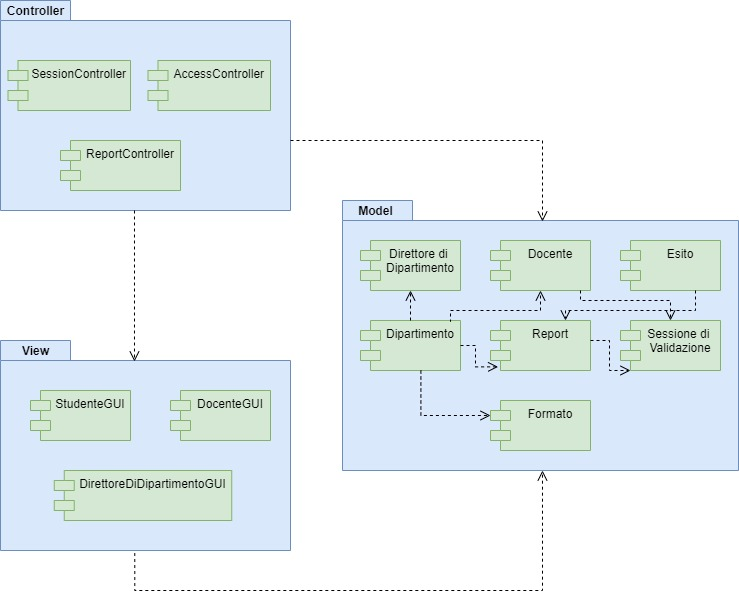 Controller
SessionController
AccessController
ReportController
Model
Direttore di
Dipartimento
Docente
Esito
Dipartimento
Report
Sessione di
Validazione
Formato
View
StudenteGUI
DocenteGUI
DirettoreDiDipartimentoGUI